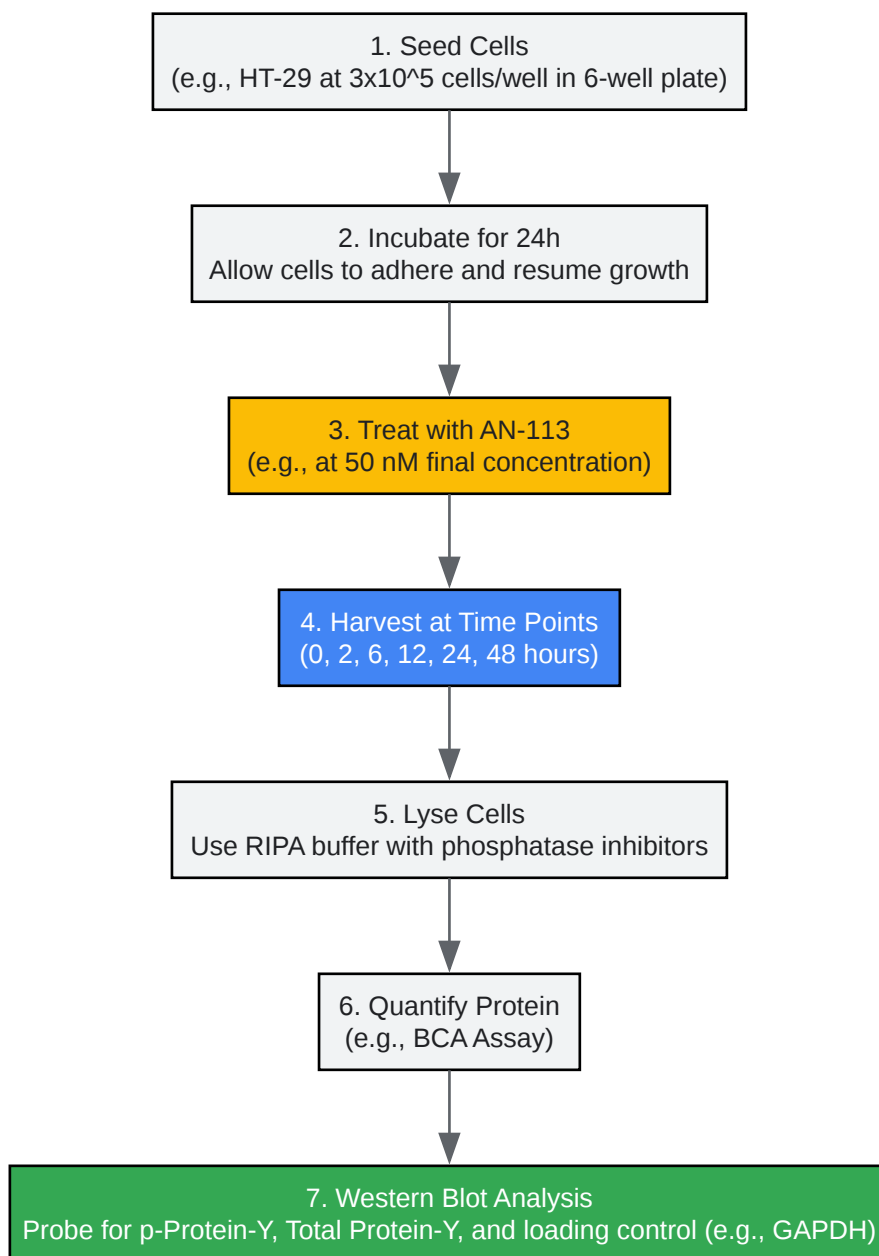 1. Seed Cells
(e.g., HT-29 at 3x10^5 cells/well in 6-well plate)
2. Incubate for 24h
Allow cells to adhere and resume growth
3. Treat with AN-113
(e.g., at 50 nM final concentration)
4. Harvest at Time Points
(0, 2, 6, 12, 24, 48 hours)
5. Lyse Cells
Use RIPA buffer with phosphatase inhibitors
6. Quantify Protein
(e.g., BCA Assay)
7. Western Blot Analysis
Probe for p-Protein-Y, Total Protein-Y, and loading control (e.g., GAPDH)